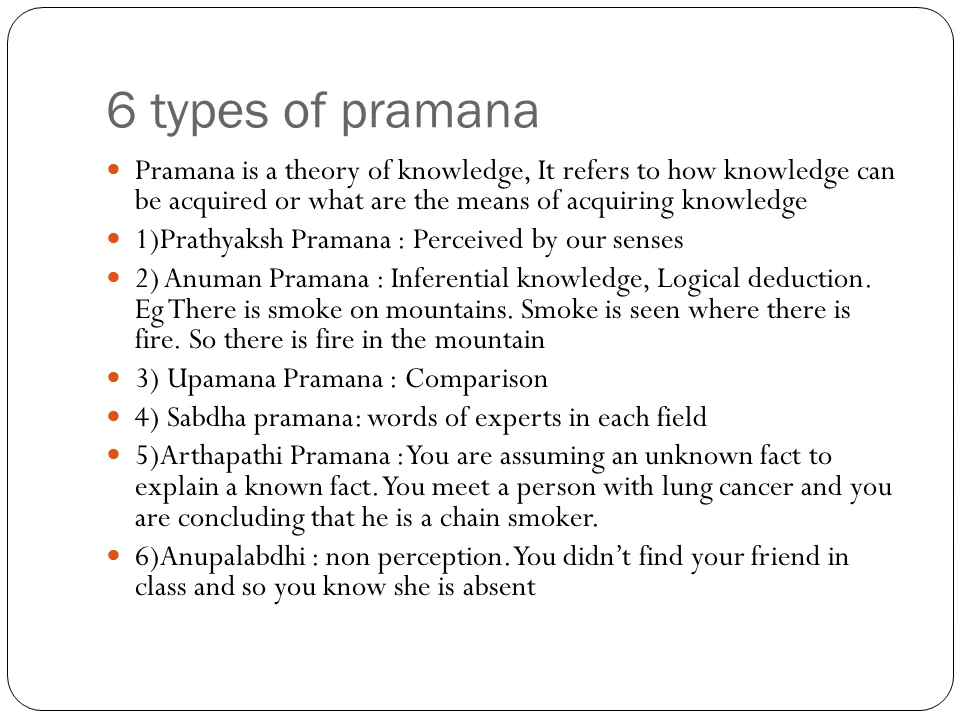 6 types of pramana
Pramana is a theory of knowledge, It refers to how knowledge can
be acquired or what are the means of acquiring knowledge
1)Prathyaksh Pramana : Perceived by our senses
2) Anuman Pramana : Inferential knowledge, Logical deduction.
Eg There is smoke on mountains. Smoke is seen where there is
fire. So there is fire in the mountain
3) Upamana Pramana : Comparison
4) Sabdha pramana: words of experts in each field
5)Arthapathi Pramana : You are assuming an unknown fact to
explain a known fact. You meet a person with lung cancer and you
are concluding that he is a chain smoker.
6)Anupalabdhi : non perception. You didn’t find your friend in
class and so you know she is absent